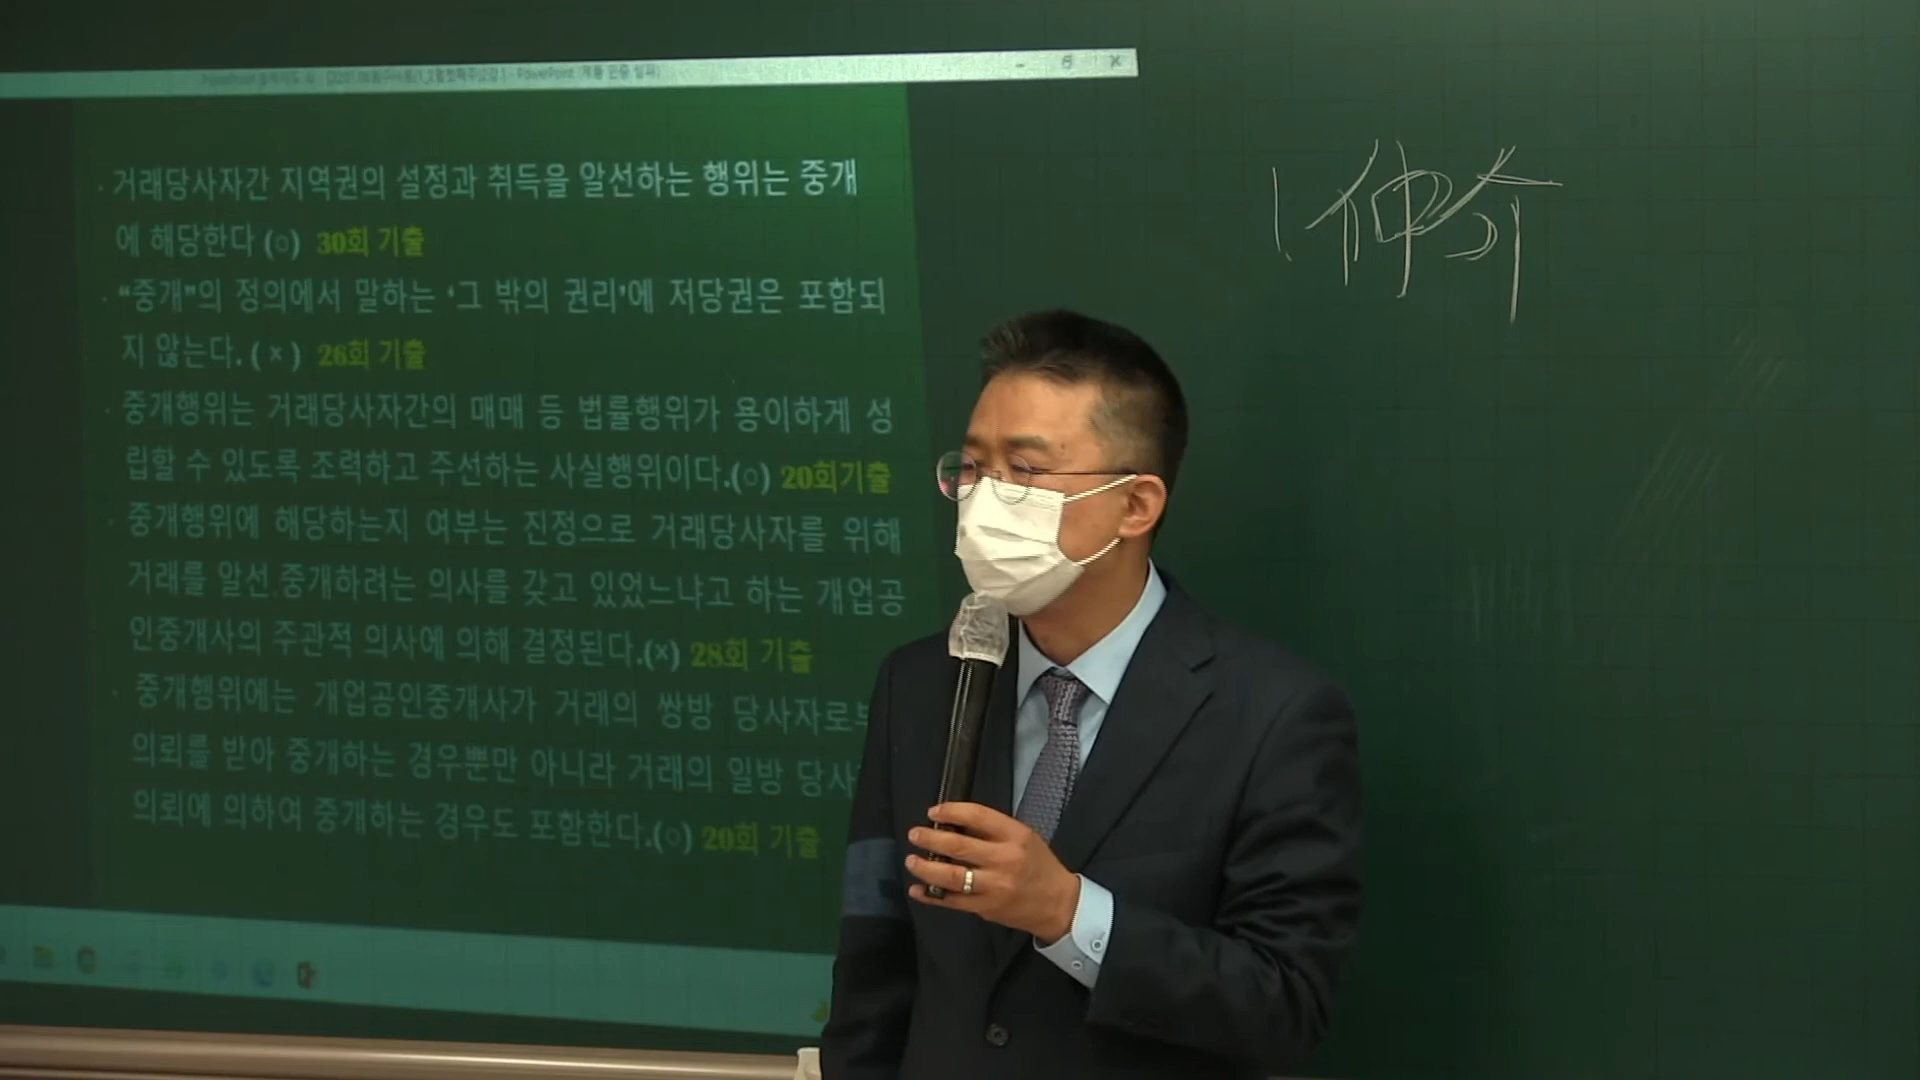 · 거래당사자간 지역권의 설정과 취득을 알선하는 행위는 중개
에 해당한다 (○) 30회 기출
· “중개”의 정의에서 말하는 ‘그 밖의 권리’에 저당권은 포함되
지 않는다. ( × ) 26회 기출
· 중개행위는 거래당사자간의 매매 등 법률행위가 용이하게 성
립할 수 있도록 조력하고 주선하는 사실행위이다.(○) 20회기출
· 중개행위에 해당하는지 여부는 진정으로 거래당사자를 위해
거래를 알선.중개하려는 의사를 갖고 있었느냐고 하는 개업공
인중개사의 주관적 의사에 의해 결정된다.(×) 28회 기출
· 중개행위에는 개업공인중개사가 거래의 쌍방 당사자로부
의뢰를 받아 중개하는 경우뿐만 아니라 거래의 일방 당사
의뢰에 의하여 중개하는 경우도 포함한다.(○) 20회 기출
1. 仲介